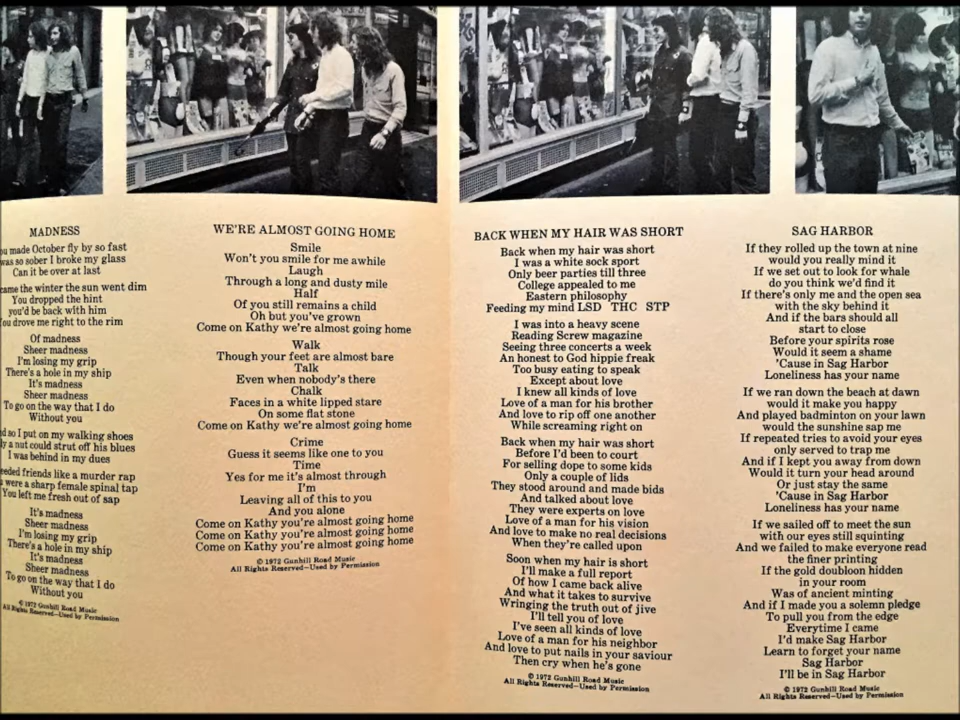 MADNESS
made October fly by so fast
was so sober I broke my glass
Can it be over at last
came the winter the sun went dim
You dropped the hint
you'd be back with him
You drove me right to the rim
Of madness
Sheer madness
I'm losing my grip
There's a hole in my ship
It's madness
Sheer madness
To go on the way that I do
Without you
so I put on my walking shoes
a nut could strut off his blues
I was behind in my dues
friends like a murder rap
were a sharp female spinal tap
You left me fresh out of sap
It's madness
Sheer madness
I'm losing my grip
There's a hole in my ship
It's madness
Sheer madness
To go on the way that I do
Without you
© 1972 Gunhill Road Music
All Rights Reserved—Used by Permission
WE'RE ALMOST GOING HOME
Smile
Won't you smile for me awhile
Laugh
Through a long and dusty mile
Half
Of you still remains a child
Oh but you've grown
Come on Kathy we're almost going home
Walk
Though your feet are almost bare
Talk
Even when nobody's there
Chalk
Faces in a white lipped stare
On some flat stone
Come on Kathy we're almost going home
Crime
Guess it seems like one to you
Time
Yes for me it's almost through
I'm
Leaving all of this to you
And you alone
Come on Kathy you're almost going home
Come on Kathy you're almost going home
Come on Kathy you're almost going home
© 1972 Gunhill Road Music
All Rights Reserved—Used by Permission
BACK WHEN MY HAIR WAS SHORT
Back when my hair was short
I was a white sock sport
Only beer parties till three
College appealed to me
Eastern philosophy
Feeding my mind LSD THC STP
I was into a heavy scene
Reading Screw magazine
Seeing three concerts a week
An honest to God hippie freak
Too busy eating to speak
Except about love
I knew all kinds of love
Love of a man for his brother
And love to rip off one another
While screaming right on
Back when my hair was short
Before I'd been to court
For selling dope to some kids
Only a couple of lids
They stood around and made bids
And talked about love
They were experts on love
Love of a man for his vision
And love to make no real decisions
When they're called upon
Soon when my hair is short
I'll make a full report
Of how I came back alive
And what it takes to survive
Wringing the truth out of jive
I'll tell you of love
I've seen all kinds of love
Love of a man for his neighbor
And love to put nails in your saviour
Then cry when he's gone
© 1972 Gunhill Road Music
All Rights Reserved—Used by Permission
SAG HARBOR
If they rolled up the town at nine
would you really mind it
If we set out to look for whale
do you think we'd find it
If there's only me and the open sea
with the sky behind it
And if the bars should all
start to close
Before your spirits rose
Would it seem a shame
'Cause in Sag Harbor
Loneliness has your name
If we ran down the beach at dawn
would it make you happy
And played badminton on your lawn
would the sunshine sap me
If repeated tries to avoid your eyes
only served to trap me
And if I kept you away from down
Would it turn your head around
Or just stay the same
'Cause in Sag Harbor
Loneliness has your name
If we sailed off to meet the sun
with our eyes still squinting
And we failed to make everyone read
the finer printing
If the gold doubloon hidden
in your room
Was of ancient minting
And if I made you a solemn pledge
To pull you from the edge
Everytime I came
I'd make Sag Harbor
Learn to forget your name
Sag Harbor
I'll be in Sag Harbor
© 1972 Gunhill Road Music
All Rights Reserved—Used by Permission